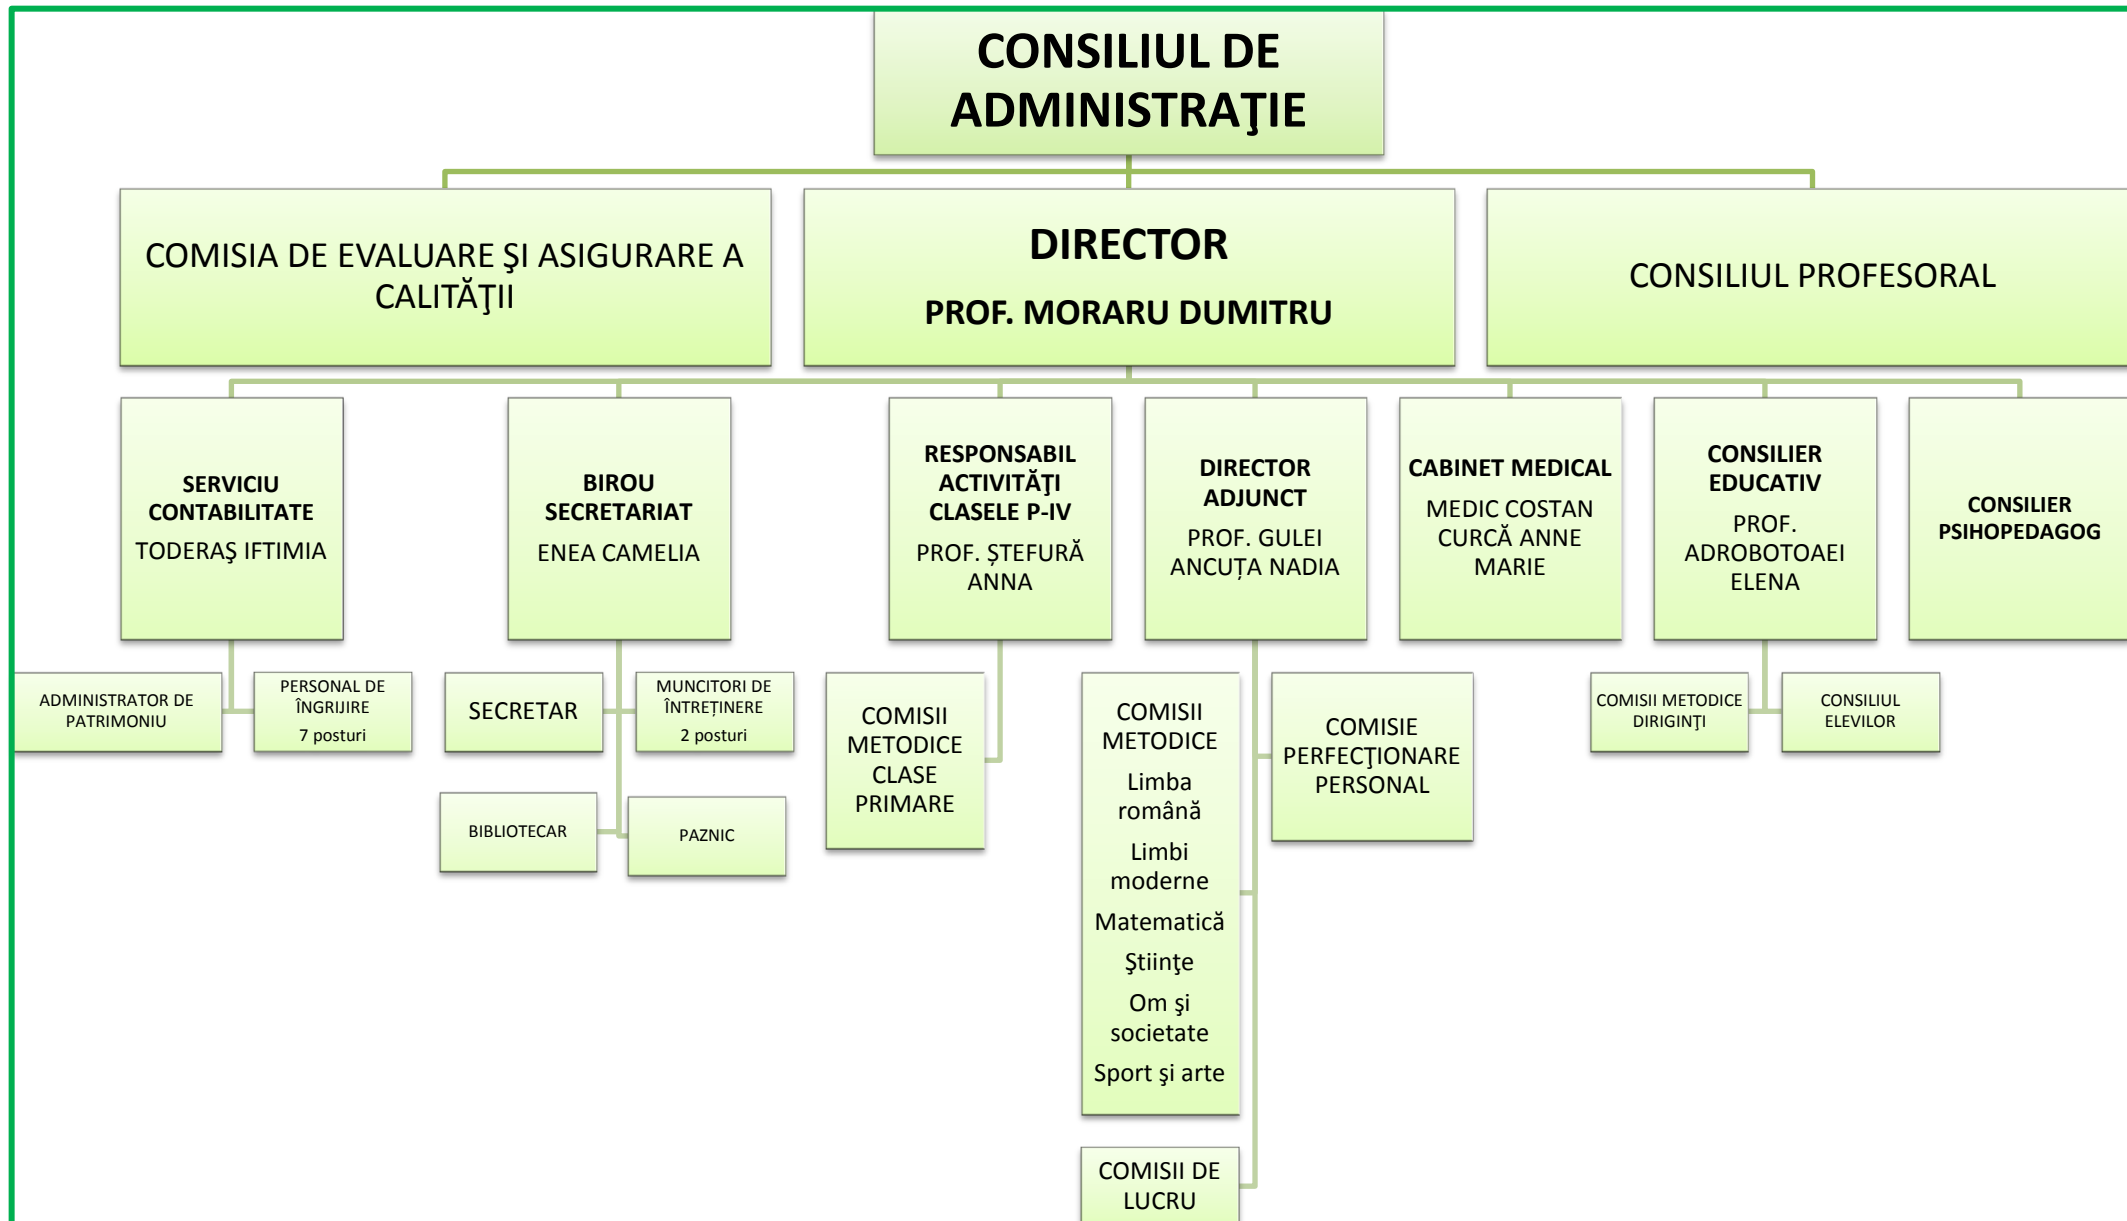 CONSILIUL DE
ADMINISTRAŢIE
COMISIA DE EVALUARE ŞI ASIGURARE A
CALITĂŢII
DIRECTOR
PROF. MORARU DUMITRU
CONSILIUL PROFESORAL
SERVICIU
CONTABILITATE
TODERAŞ IFTIMIA
BIROU
SECRETARIAT
ENEA CAMELIA
RESPONSABIL
ACTIVITĂŢI
CLASELE P-IV
PROF. ȘTEFURĂ
ANNA
DIRECTOR
ADJUNCT
PROF. GULEI
ANCUȚA NADIA
CABINET MEDICAL
MEDIC COSTAN
CURCĂ ANNE
MARIE
CONSILIER
EDUCATIV
PROF.
ADROBOTOAEI
ELENA
CONSILIER
PSIHOPEDAGOG
ADMINISTRATOR DE
PATRIMONIU
PERSONAL DE
ÎNGRIJIRE
7 posturi
SECRETAR
MUNCITORI DE
ÎNTREȚINERE
2 posturi
BIBLIOTECAR
PAZNIC
COMISII
METODICE
CLASE
PRIMARE
COMISII
METODICE
Limba
română
Limbi
moderne
Matematică
Ştiinţe
Om şi
societate
Sport şi arte
COMISIE
PERFECŢIONARE
PERSONAL
COMISII METODICE
DIRIGINŢI
CONSILIUL
ELEVILOR
COMISII DE
LUCRU